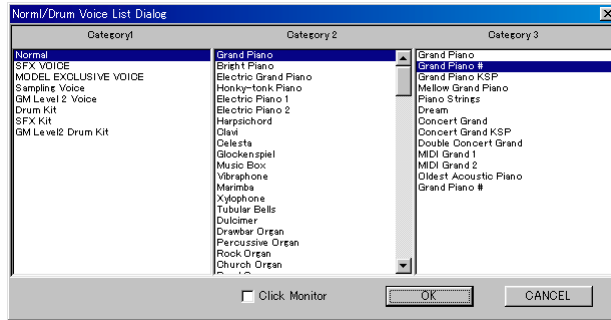 Norml/Drum Voice List Dialog
Category1
Category 2
Category 3
Normal
SFX VOICE
MODEL EXCLUSIVE VOICE
Sampling Voice
GM Level 2 Voice
Drum Kit
SFX Kit
GM Level2 Drum Kit
Grand Piano
Bright Piano
Electric Grand Piano
Honky-tonk Piano
Electric Piano 1
Electric Piano 2
Harpsichord
Clavi
Celesta
Glockenspiel
Music Box
Vibraphone
Marimba
Xylophone
Tubular Bells
Dulcimer
Drawbar Organ
Percussive Organ
Rock Organ
Church Organ
Grand Piano
Grand Piano #
Grand Piano KSP
Mellow Grand Piano
Piano Strings
Dream
Concert Grand
Concert Grand KSP
Double Concert Grand
MIDI Grand 1
MIDI Grand 2
Oldest Acoustic Piano
Grand Piano #
Click Monitor
OK
CANCEL